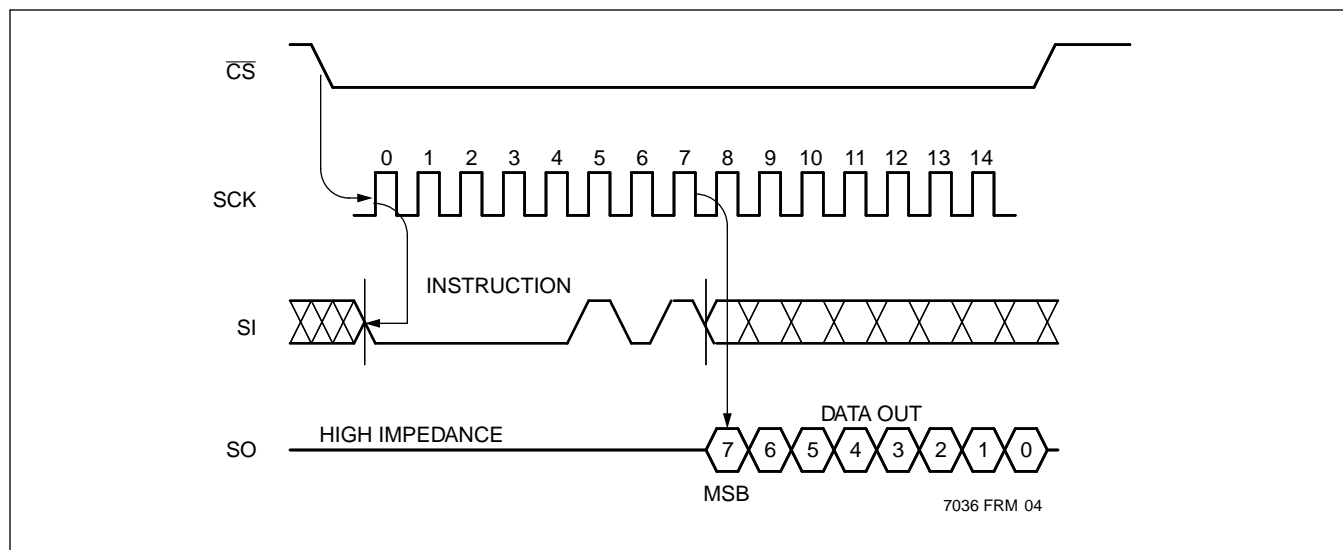 CS
0 1 2 3 4 5 6 7 8 9 10 11 12 13 14
SCK
INSTRUCTION
SI
DATA OUT
HIGH IMPEDANCE
SO
7 6 5 4 3 2 1 0
MSB
7036 FRM 04